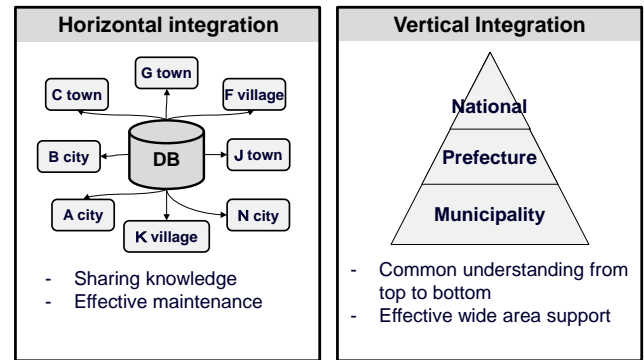 Horizontal integration
G town
C town
F village
B city
DB
J town
A city
N city
K village
- Sharing knowledge
- Effective maintenance
Vertical Integration
National
Prefecture
Municipality
- Common understanding from
top to bottom
- Effective wide area support